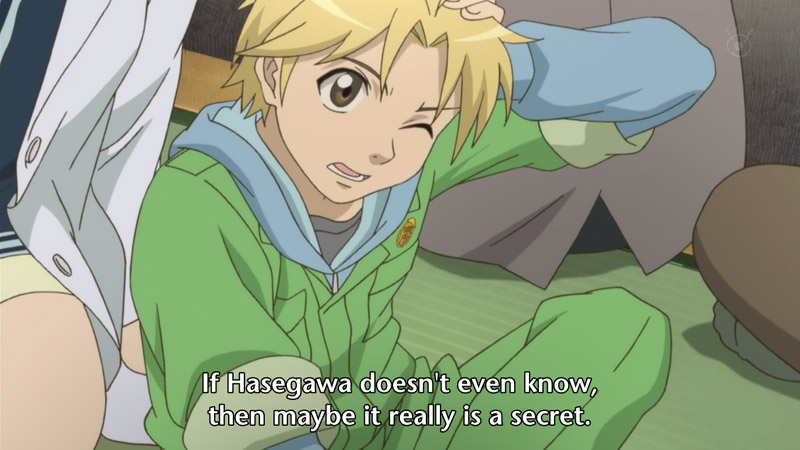 If Hasegawa doesn't even know,
then maybe it really is a secret.